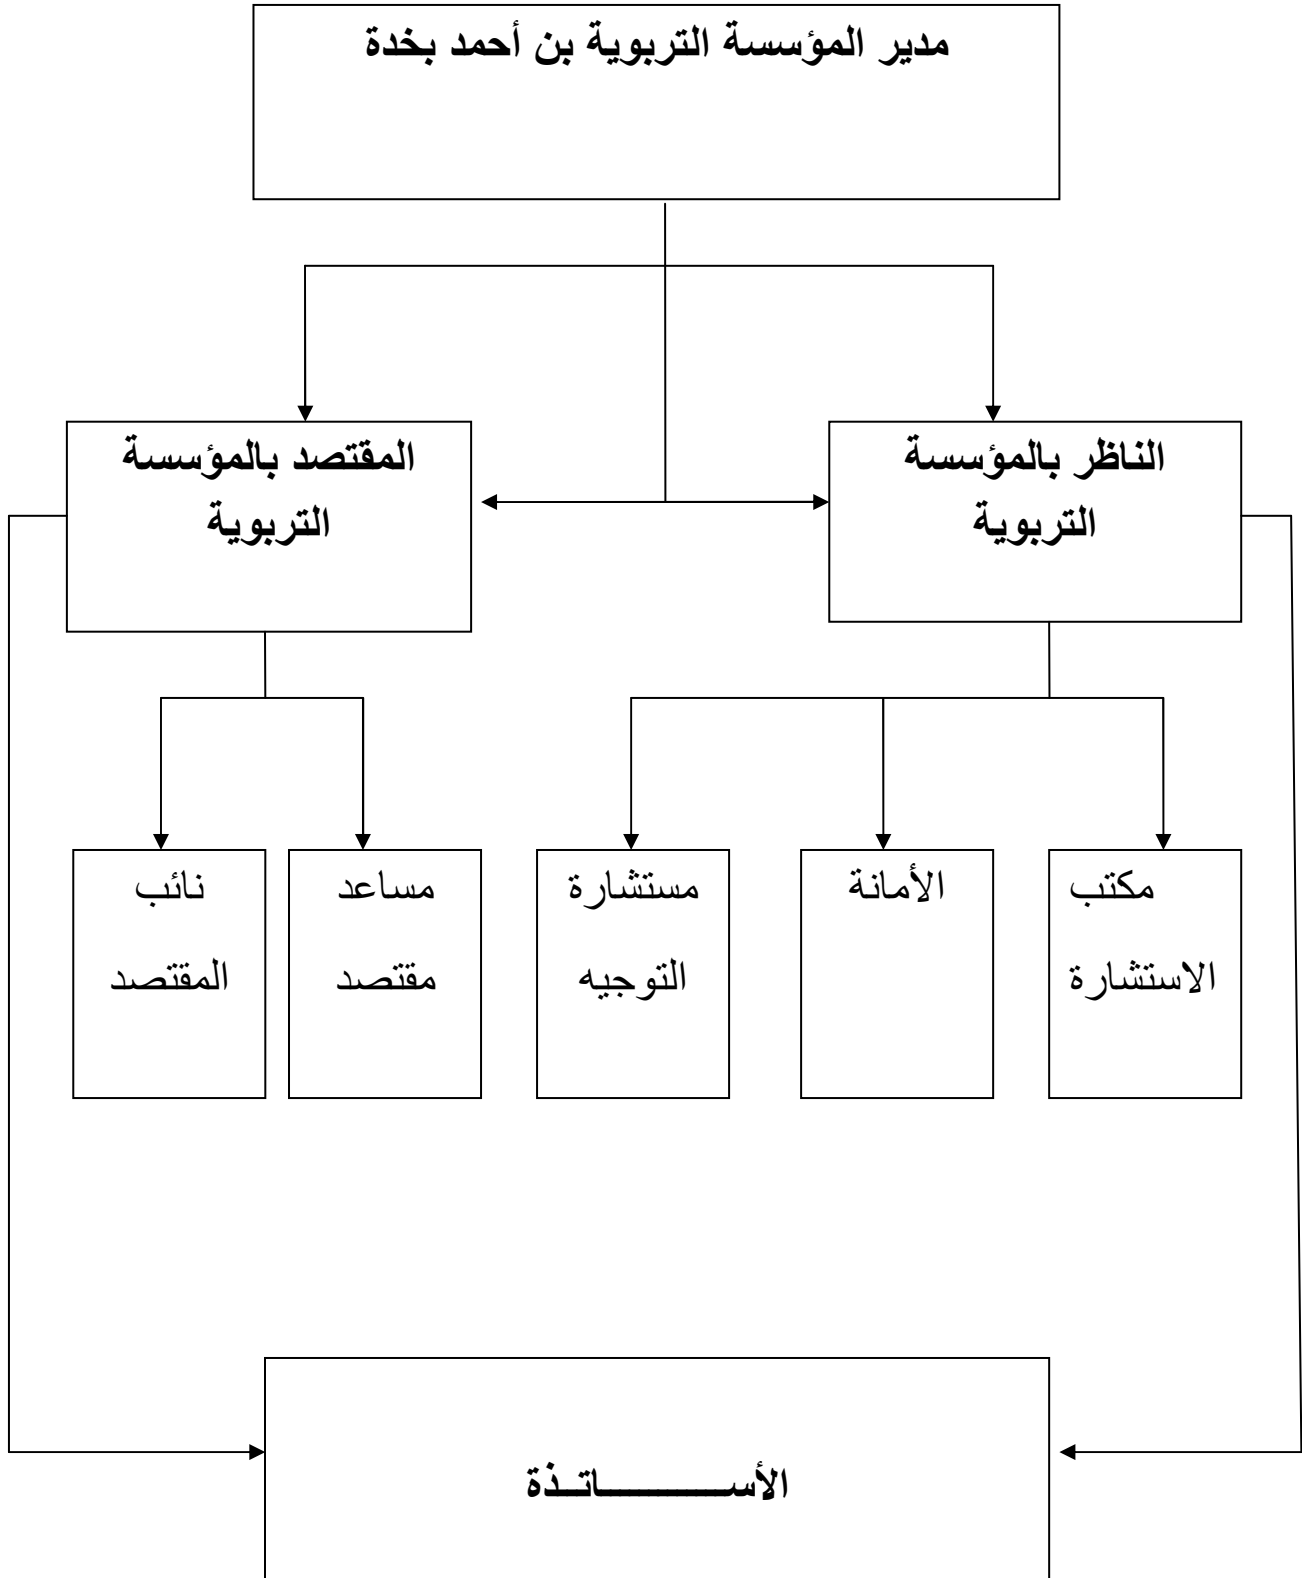 مدير المؤسسة التربوية بن أحمد بخدة
الناظر بالمؤسسة
التربوية
المقتصد بالمؤسسة
التربوية
مكتب
الاستشارة
الأمانة
مستشارة
التوجيه
مساعد
مقتصد
نائب
المقتصد
الأســـــــــــاتــذة